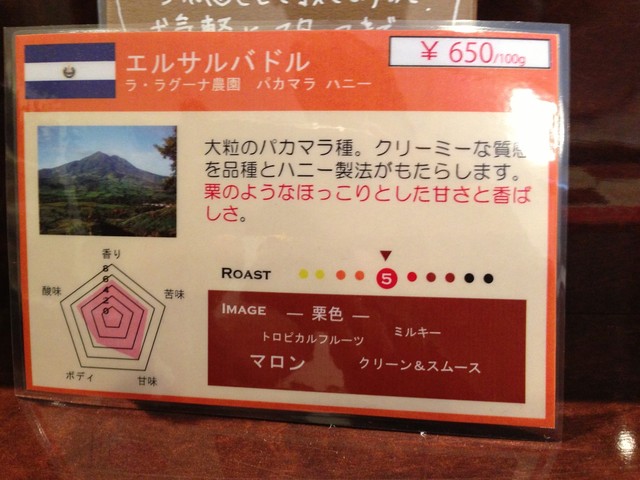 エルサルバドル
ラ・ラグーナ農園 パカマラ ハニー
¥ 650/100g
大粒のパカマラ種。クリーミーな質感
を品種とハニー製法がもたらします。
栗のようなほっこりとした甘さと香ば
しさ。
香り
酸味
苦味
ボディ
甘味
8
6
4
2
0
ROAST
5
IMAGE — 栗色 —
トロピカルフルーツ
ミルキー
マロン
クリーン&スムース